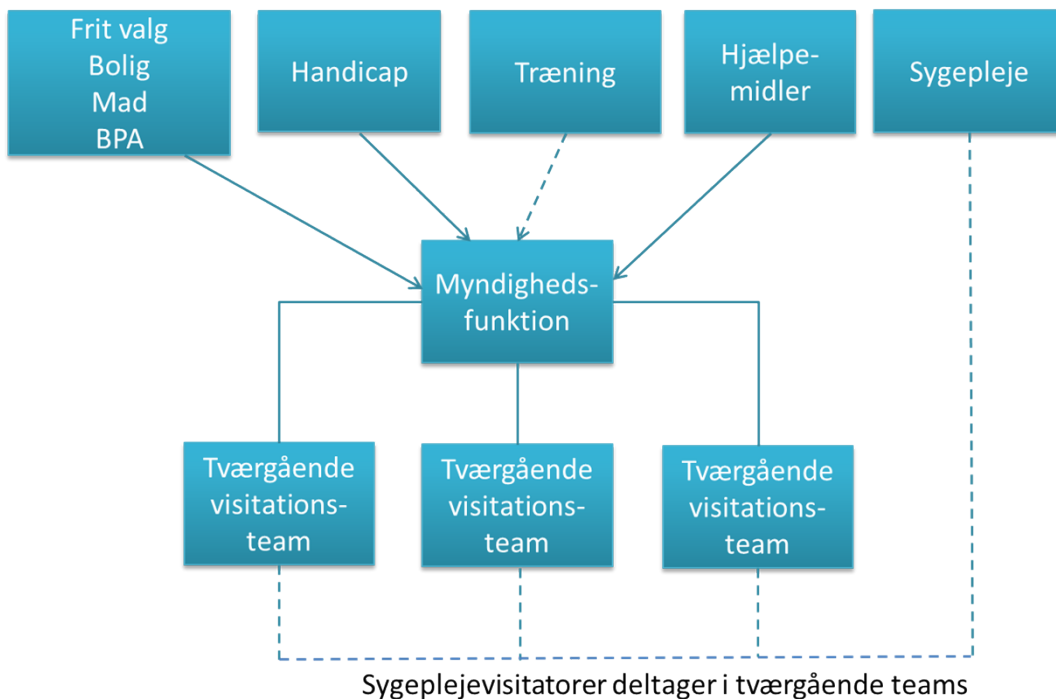 Frit valg
Bolig
Mad
BPA
Handicap
Træning
Hjælpe-
midler
Sygepleje
Myndigheds-
funktion
Tværgående
visitations-
team
Tværgående
visitations-
team
Tværgående
visitations-
team
Sygeplejevisitatorer deltager i tværgående teams